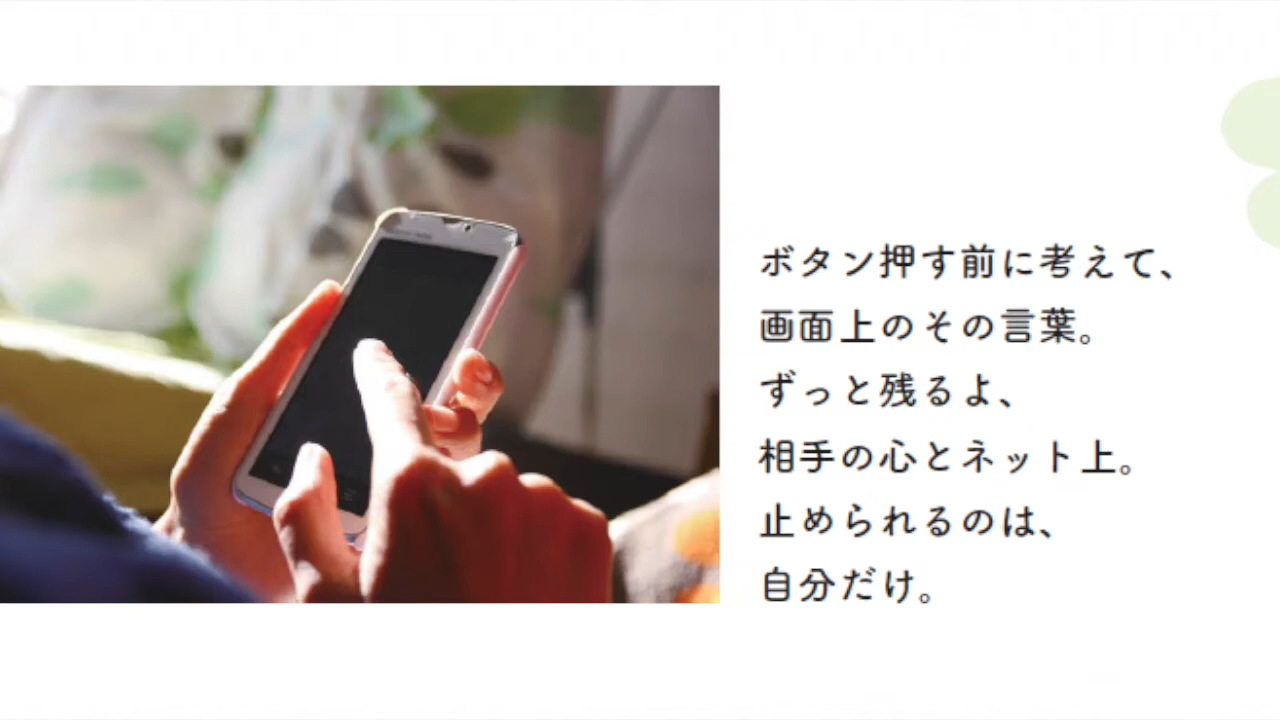 ボタン押す前に考えて、
画面上のその言葉。
ずっと残るよ、
相手の心とネット上。
止められるのは、
自分だけ。